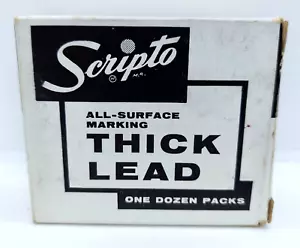 Scripto
M.R.
ALL-SURFACE
MARKING
THICK
LEAD
ONE DOZEN PACKS